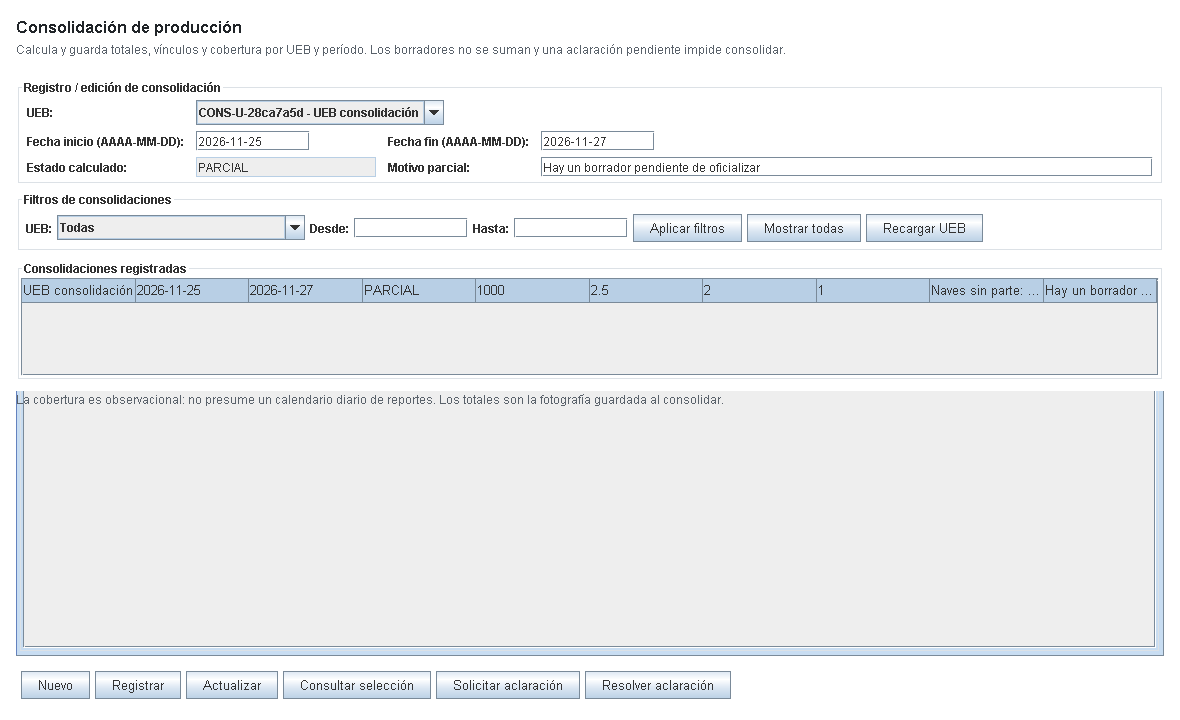 Consolidación de producción
Calcula y guarda totales, vínculos y cobertura por UEB y período. Los borradores no se suman y una aclaración pendiente impide consolidar.
Registro / edición de consolidación
UEB: CONS-U-28ca7a5d - UEB consolidación
Fecha inicio (AAAA-MM-DD): 2026-11-25 Fecha fin (AAAA-MM-DD): 2026-11-27
Estado calculado: PARCIAL Motivo parcial: Hay un borrador pendiente de oficializar
Filtros de consolidaciones
UEB: Todas Desde: Hasta: Aplicar filtros Mostrar todas Recargar UEB
Consolidaciones registradas
UEB consolidación 2026-11-25 2026-11-27 PARCIAL 1000 2.5 2 1 Naves sin parte: ... Hay un borrador ...
La cobertura es observacional: no presume un calendario diario de reportes. Los totales son la fotografía guardada al consolidar.
Nuevo Registrar Actualizar Consultar selección Solicitar aclaración Resolver aclaración